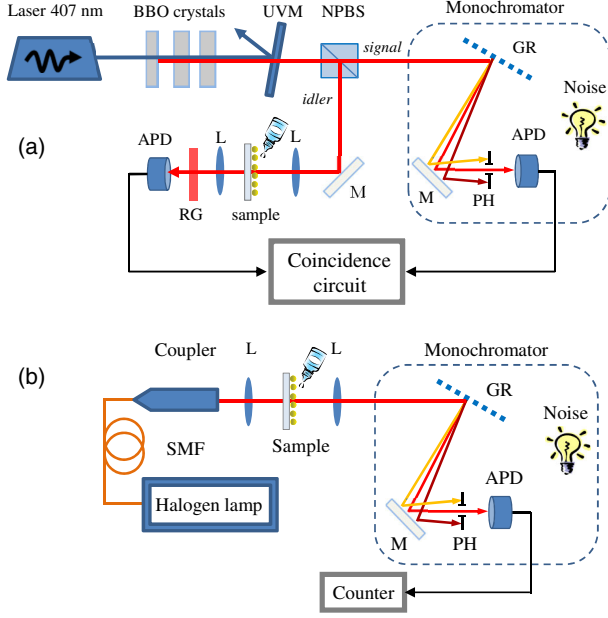 Laser 407 nm
BBO crystals
UVM
NPBS
Monochromator
signal
GR
idler
Noise
(a)
APD
L
L
APD
M
M
PH
RG
sample
Coincidence
circuit
(b)
Coupler
L
L
Monochromator
GR
Noise
SMF
Sample
APD
Halogen lamp
M
PH
Counter